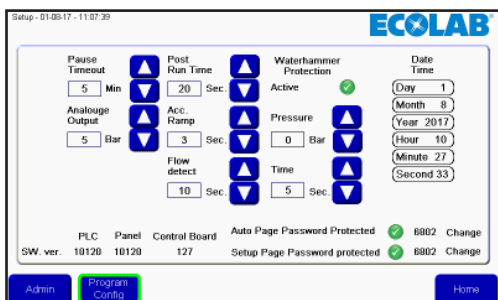 Setup - 01-08-17 - 11:07:39
ECOLAB
Pause Timeout
5 Min
Post Run Time
20 Sec.
Waterhammer Protection
Active
Date Time
Day 1
Month 8
Year 2017
Hour 10
Minute 27
Second 33
Analouge Output
5 Bar
Acc. Ramp
3 Sec.
Pressure
0 Bar
Flow detect
10 Sec.
Time
5 Sec.
Auto Page Password Protected 6802 Change
PLC Panel Control Board
SW. ver. 10120 10120 127
Setup Page Password protected 6802 Change
Admin
Program Config
Home